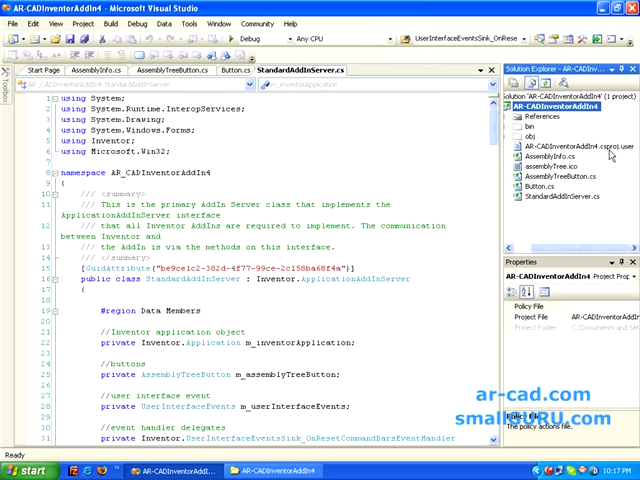 AR-CADInventorAddIn4 - Microsoft Visual Studio
File Edit View Project Build Debug Data Tools Window Community Help
Debug Any CPU UserInterfaceEventsSink_OnRese
Start Page AssemblyInfo.cs AssemblyTreeButton.cs Button.cs StandardAddInServer.cs
AR_CADInventorAddIn4.StandardAddInServer m_inventorApplication
Toolbox
1 using System;
2 using System.Runtime.InteropServices;
3 using System.Drawing;
4 using System.Windows.Forms;
5 using Inventor;
6 using Microsoft.Win32;
7
8 namespace AR_CADInventorAddIn4
9 {
10 /// <summary>
11 /// This is the primary AddIn Server class that implements the
ApplicationAddInServer interface
12 /// that all Inventor AddIns are required to implement. The communication
between Inventor and
13 /// the AddIn is via the methods on this interface.
14 /// </summary>
15 [GuidAttribute("be9ce1c2-382d-4f77-99ce-2c158ba68f4a")]
16 public class StandardAddInServer : Inventor.ApplicationAddInServer
17 {
18
19 #region Data Members
20
21 //Inventor application object
22 private Inventor.Application m_inventorApplication;
23
24 //buttons
25 private AssemblyTreeButton m_assemblyTreeButton;
26
27 //user interface event
28 private UserInterfaceEvents m_userInterfaceEvents;
29
30 //event handler delegates
31 private Inventor.UserInterfaceEventsSink_OnResetCommandBarsEventHandler
Solution Explorer - AR-CADInv...
Solution 'AR-CADInventorAddIn4' (1 project)
AR-CADInventorAddIn4
References
bin
obj
AR-CADInventorAddIn4.csproj.user
AssemblyInfo.cs
assemblyTree.ico
AssemblyTreeButton.cs
Button.cs
StandardAddInServer.cs
Properties
AR-CADInventorAddIn4 Project Prop
Policy File
Project File AR-CADInventorAddIn4
Project Folder C:\Documents and Set
ar-cad.com
smallGURU.com
Policy File
The policy actions file.
Ready
start AR-CADInventorAddI... AR-CADInventorAddIn4 10:17 PM